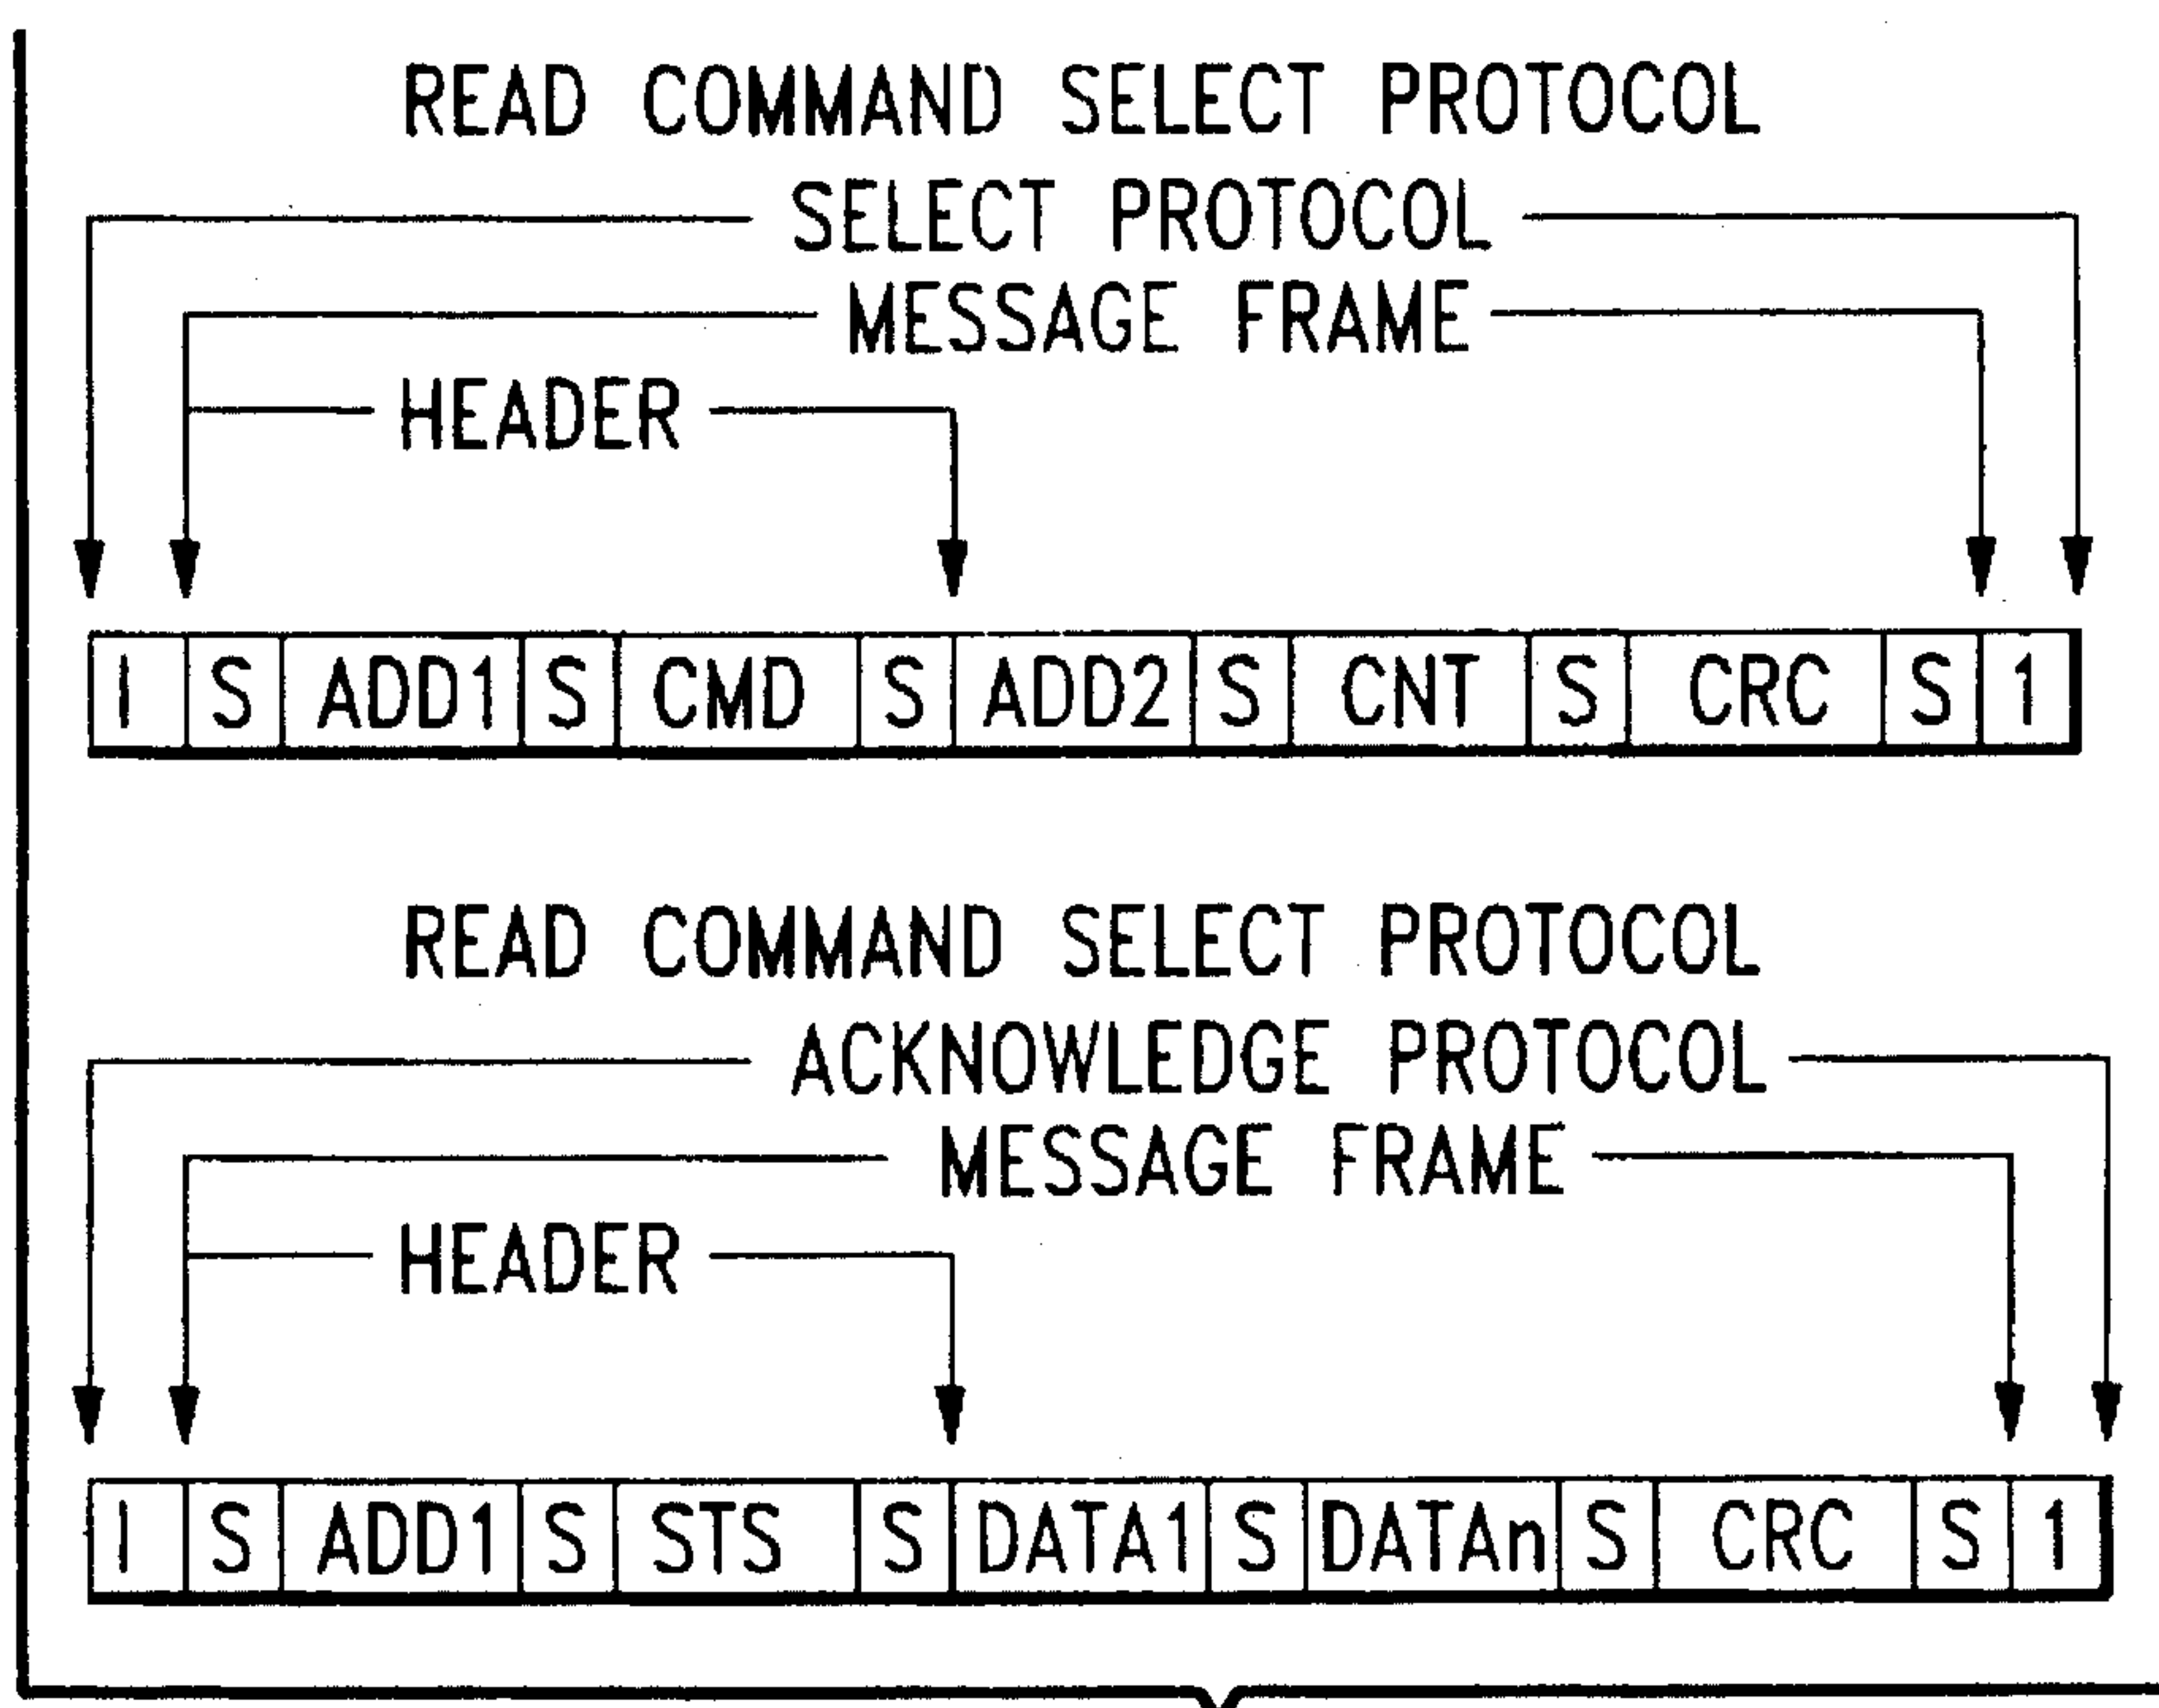 READ COMMAND SELECT PROTOCOL
SELECT PROTOCOL
MESSAGE FRAME
HEADER
I S ADD1 S CMD S ADD2 S CNT S CRC S 1
READ COMMAND SELECT PROTOCOL
ACKNOWLEDGE PROTOCOL
MESSAGE FRAME
HEADER
I S ADD1 S STS S DATA1 S DATAn S CRC S 1